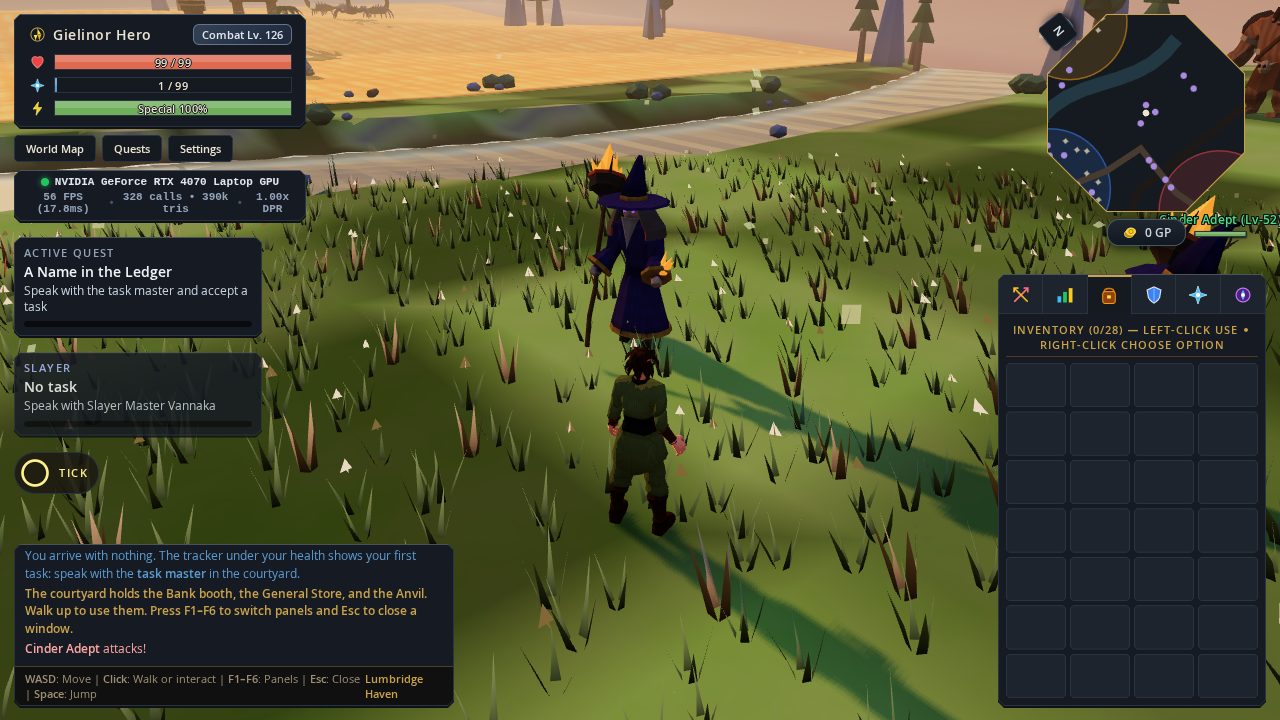 Gielinor Hero
Combat Lv. 126
99 / 99
1 / 99
Special 100%
World Map
Quests
Settings
NVIDIA GeForce RTX 4070 Laptop GPU
56 FPS • 328 calls • 390k • 1.00x
(17.8ms) tris DPR
ACTIVE QUEST
A Name in the Ledger
Speak with the task master and accept a
task
SLAYER
No task
Speak with Slayer Master Vannaka
TICK
You arrive with nothing. The tracker under your health shows your first
task: speak with the task master in the courtyard.
The courtyard holds the Bank booth, the General Store, and the Anvil.
Walk up to use them. Press F1–F6 to switch panels and Esc to close a
window.
Cinder Adept attacks!
WASD: Move | Click: Walk or interact | F1–F6: Panels | Esc: Close
| Space: Jump
Lumbridge
Haven
N
Cinder Adept (Lv-52
0 GP
INVENTORY (0/28) — LEFT-CLICK USE •
RIGHT-CLICK CHOOSE OPTION